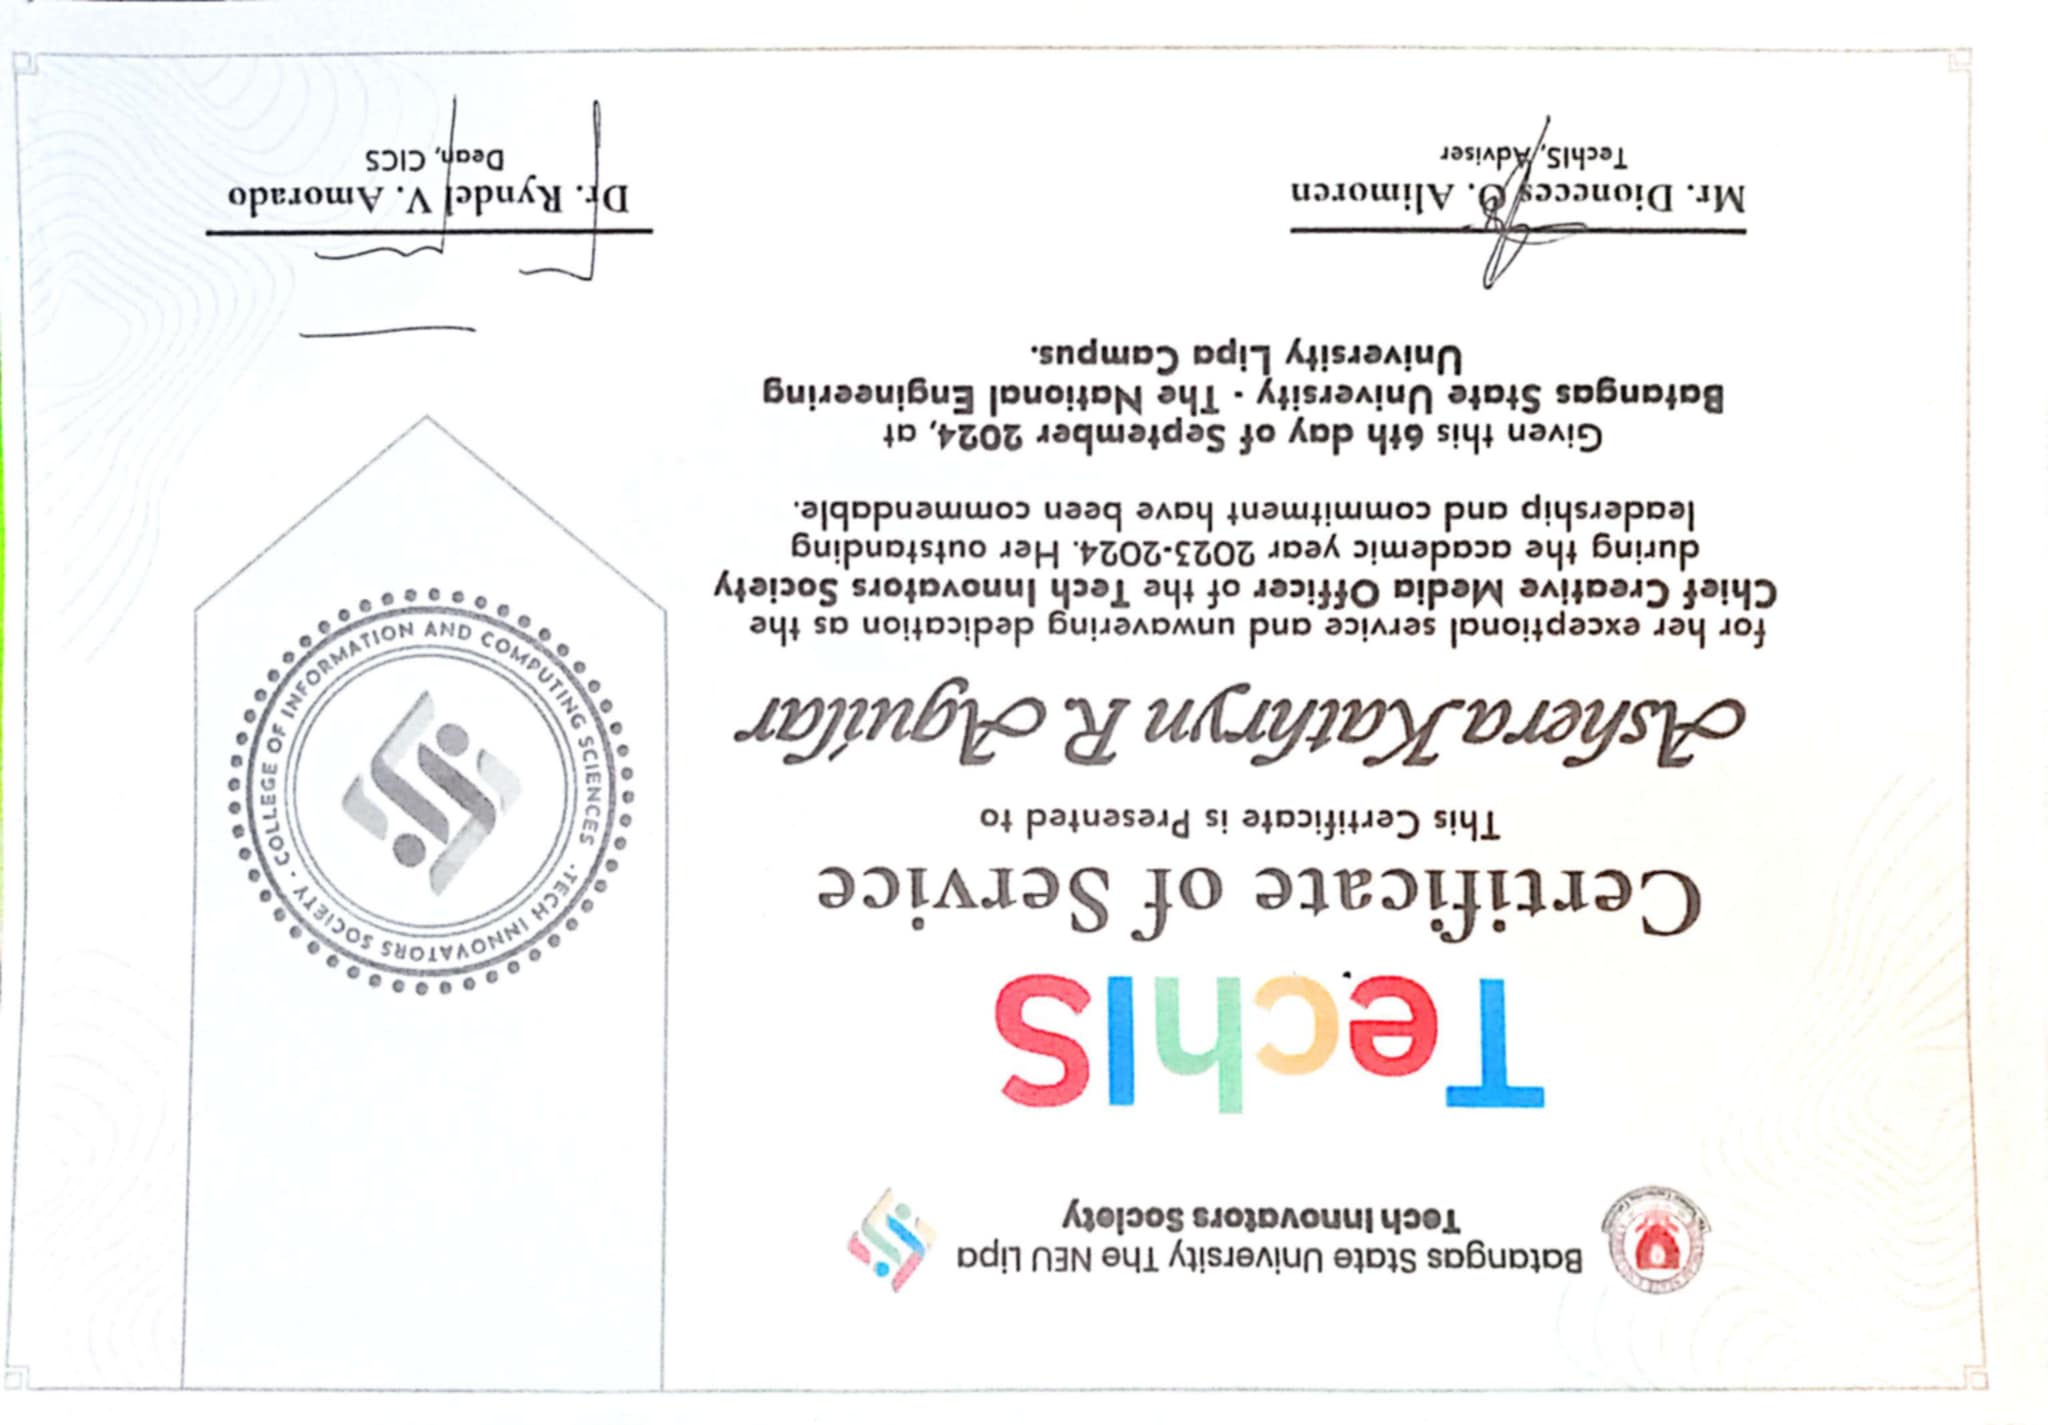 Batangas State University The NEU Lipa
Tech Innovators Society
TechIS
Certificate of Service
This Certificate is Presented to
Ashera Kathryn R. Aguilar
for her exceptional service and unwavering dedication as the
Chief Creative Media Officer of the Tech Innovators Society
during the academic year 2023-2024. Her outstanding
leadership and commitment have been commendable.
Given this 6th day of September 2024, at
Batangas State University - The National Engineering
University Lipa Campus.
Mr. Dioneces O. Alimoren
TechIS, Adviser
Dr. Ryndel V. Amorado
Dean, CICS
·TECH INNOVATORS SOCIETY · COLLEGE OF INFORMATION AND COMPUTING SCIENCES